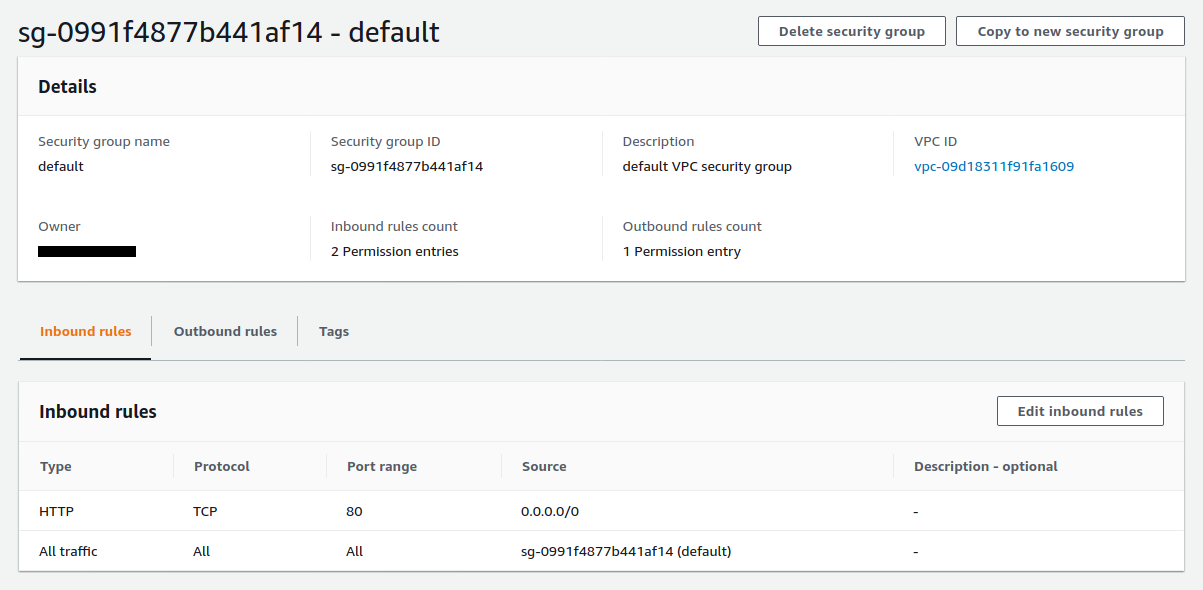 sg-0991f4877b441af14 - default
Delete security group
Copy to new security group
Details
Security group name
default
Security group ID
sg-0991f4877b441af14
Description
default VPC security group
VPC ID
vpc-09d18311f91fa1609
Owner
Inbound rules count
2 Permission entries
Outbound rules count
1 Permission entry
Inbound rules
Outbound rules
Tags
Inbound rules
Edit inbound rules
Type Protocol Port range Source Description - optional
HTTP TCP 80 0.0.0.0/0 -
All traffic All All sg-0991f4877b441af14 (default) -